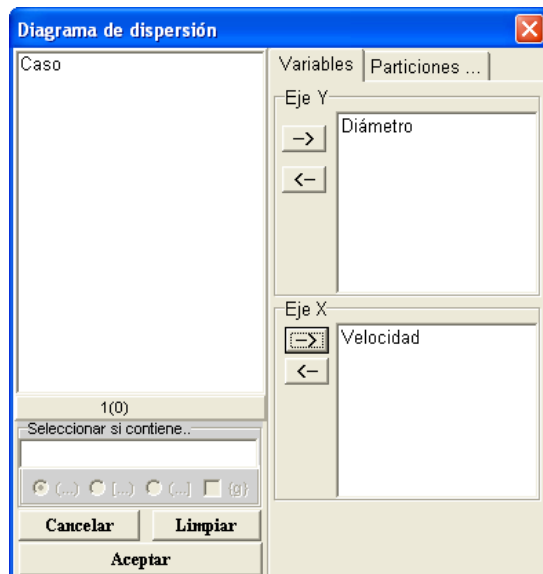 Diagrama de dispersión
Caso
1(0)
Seleccionar si contiene..
(...) [...) (...] {g}
Cancelar Limpiar
Aceptar
Variables Particiones ...
Eje Y
-> Diámetro
<-
Eje X
-> Velocidad
<-